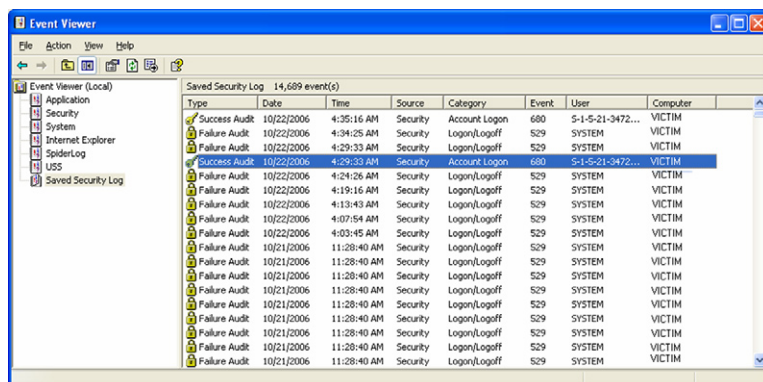 Event Viewer
File Action View Help
Event Viewer (Local)
Application
Security
System
Internet Explorer
SpiderLog
USS
Saved Security Log
Saved Security Log 14,689 event(s)
Type Date Time Source Category Event User Computer
Success Audit 10/22/2006 4:35:16 AM Security Account Logon 680 S-1-5-21-3472... VICTIM
Failure Audit 10/22/2006 4:34:25 AM Security Logon/Logoff 529 SYSTEM VICTIM
Failure Audit 10/22/2006 4:29:33 AM Security Logon/Logoff 529 SYSTEM VICTIM
Success Audit 10/22/2006 4:29:33 AM Security Account Logon 680 S-1-5-21-3472... VICTIM
Failure Audit 10/22/2006 4:24:26 AM Security Logon/Logoff 529 SYSTEM VICTIM
Failure Audit 10/22/2006 4:19:16 AM Security Logon/Logoff 529 SYSTEM VICTIM
Failure Audit 10/22/2006 4:13:43 AM Security Logon/Logoff 529 SYSTEM VICTIM
Failure Audit 10/22/2006 4:07:54 AM Security Logon/Logoff 529 SYSTEM VICTIM
Failure Audit 10/22/2006 4:03:45 AM Security Logon/Logoff 529 SYSTEM VICTIM
Failure Audit 10/21/2006 11:28:40 AM Security Logon/Logoff 529 SYSTEM VICTIM
Failure Audit 10/21/2006 11:28:40 AM Security Logon/Logoff 529 SYSTEM VICTIM
Failure Audit 10/21/2006 11:28:40 AM Security Logon/Logoff 529 SYSTEM VICTIM
Failure Audit 10/21/2006 11:28:40 AM Security Logon/Logoff 529 SYSTEM VICTIM
Failure Audit 10/21/2006 11:28:40 AM Security Logon/Logoff 529 SYSTEM VICTIM
Failure Audit 10/21/2006 11:28:40 AM Security Logon/Logoff 529 SYSTEM VICTIM
Failure Audit 10/21/2006 11:28:40 AM Security Logon/Logoff 529 SYSTEM VICTIM
Failure Audit 10/21/2006 11:28:40 AM Security Logon/Logoff 529 SYSTEM VICTIM
Failure Audit 10/21/2006 11:28:40 AM Security Logon/Logoff 529 SYSTEM VICTIM